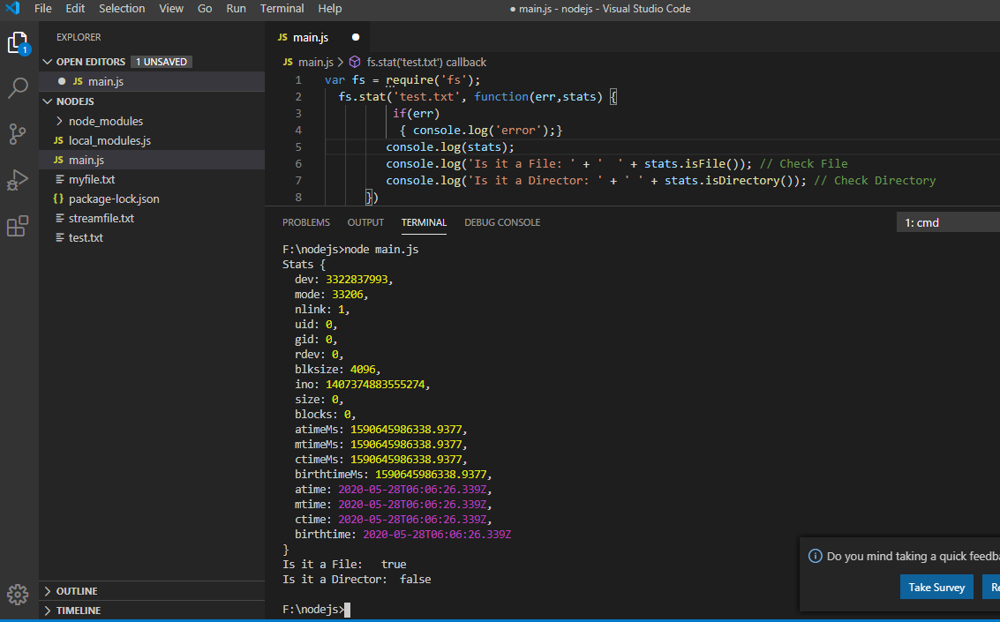 File Edit Selection View Go Run Terminal Help
● main.js - nodejs - Visual Studio Code
1
EXPLORER
OPEN EDITORS 1 UNSAVED
● JS main.js
NODEJS
node_modules
JS local_modules.js
JS main.js
myfile.txt
{} package-lock.json
streamfile.txt
test.txt
OUTLINE
TIMELINE
JS main.js ●
JS main.js > fs.stat('test.txt') callback
1 var fs = require('fs');
2 fs.stat('test.txt', function(err,stats) {
3 if(err)
4 { console.log('error');}
5 console.log(stats);
6 console.log('Is it a File: ' + '  ' + stats.isFile()); // Check File
7 console.log('Is it a Director: ' + ' ' + stats.isDirectory()); // Check Directory
8 })
PROBLEMS OUTPUT TERMINAL DEBUG CONSOLE
1: cmd
F:\nodejs>node main.js
Stats {
dev: 3322837993,
mode: 33206,
nlink: 1,
uid: 0,
gid: 0,
rdev: 0,
blksize: 4096,
ino: 1407374883555274,
size: 0,
blocks: 0,
atimeMs: 1590645986338.9377,
mtimeMs: 1590645986338.9377,
ctimeMs: 1590645986338.9377,
birthtimeMs: 1590645986338.9377,
atime: 2020-05-28T06:06:26.339Z,
mtime: 2020-05-28T06:06:26.339Z,
ctime: 2020-05-28T06:06:26.339Z,
birthtime: 2020-05-28T06:06:26.339Z
}
Is it a File:   true
Is it a Director:  false
F:\nodejs>
Do you mind taking a quick feedba
Take Survey
Re